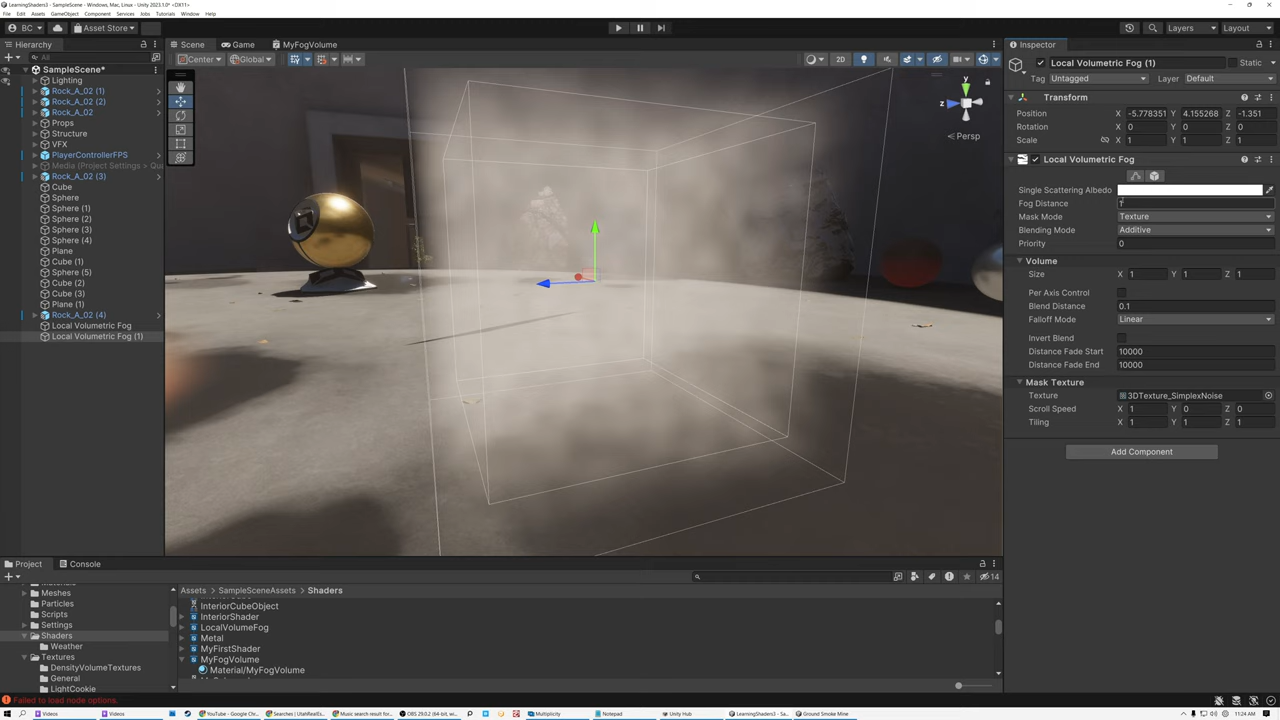 LearningShaders3 - SampleScene - Windows, Mac, Linux - Unity 2023.1.0* <DX11>
File Edit Assets GameObject Component Services Jobs Tutorials Window Help
BC Asset Store Layers Layout
Hierarchy Scene Game MyFogVolume Inspector
All
Center Global 2D
SampleScene*
Lighting
Rock_A_02 (1)
Rock_A_02 (2)
Rock_A_02
Props
Structure
VFX
PlayerControllerFPS
Media (Project Settings > Qu
Rock_A_02 (3)
Cube
Sphere
Sphere (1)
Sphere (2)
Sphere (3)
Sphere (4)
Plane
Cube (1)
Sphere (5)
Cube (2)
Cube (3)
Plane (1)
Rock_A_02 (4)
Local Volumetric Fog
Local Volumetric Fog (1)
y
z
Persp
Local Volumetric Fog (1) Static
Tag Untagged Layer Default
Transform
Position X -5.778351 Y 4.155268 Z -1.351
Rotation X 0 Y 0 Z 0
Scale X 1 Y 1 Z 1
Local Volumetric Fog
Single Scattering Albedo
Fog Distance 1
Mask Mode Texture
Blending Mode Additive
Priority 0
Volume
Size X 1 Y 1 Z 1
Per Axis Control
Blend Distance 0.1
Falloff Mode Linear
Invert Blend
Distance Fade Start 10000
Distance Fade End 10000
Mask Texture
Texture 3DTexture_SimplexNoise
Scroll Speed X 1 Y 0 Z 0
Tiling X 1 Y 1 Z 1
Add Component
Project Console
14
Meshes
Particles
Scripts
Settings
Shaders
Weather
Textures
DensityVolumeTextures
General
LightCookie
Assets > SampleSceneAssets > Shaders
InteriorCubeObject
InteriorShader
LocalVolumeFog
Metal
MyFirstShader
MyFogVolume
Material/MyFogVolume
Failed to load node options.
Videos Videos YouTube - Google Chr... Searches | UtahRealEs... Music search result for... OBS 29.0.2 (64-bit, w... Multiplicity Notepad Unity Hub LearningShaders3 - Sa... Ground Smoke Mine 11:24 AM